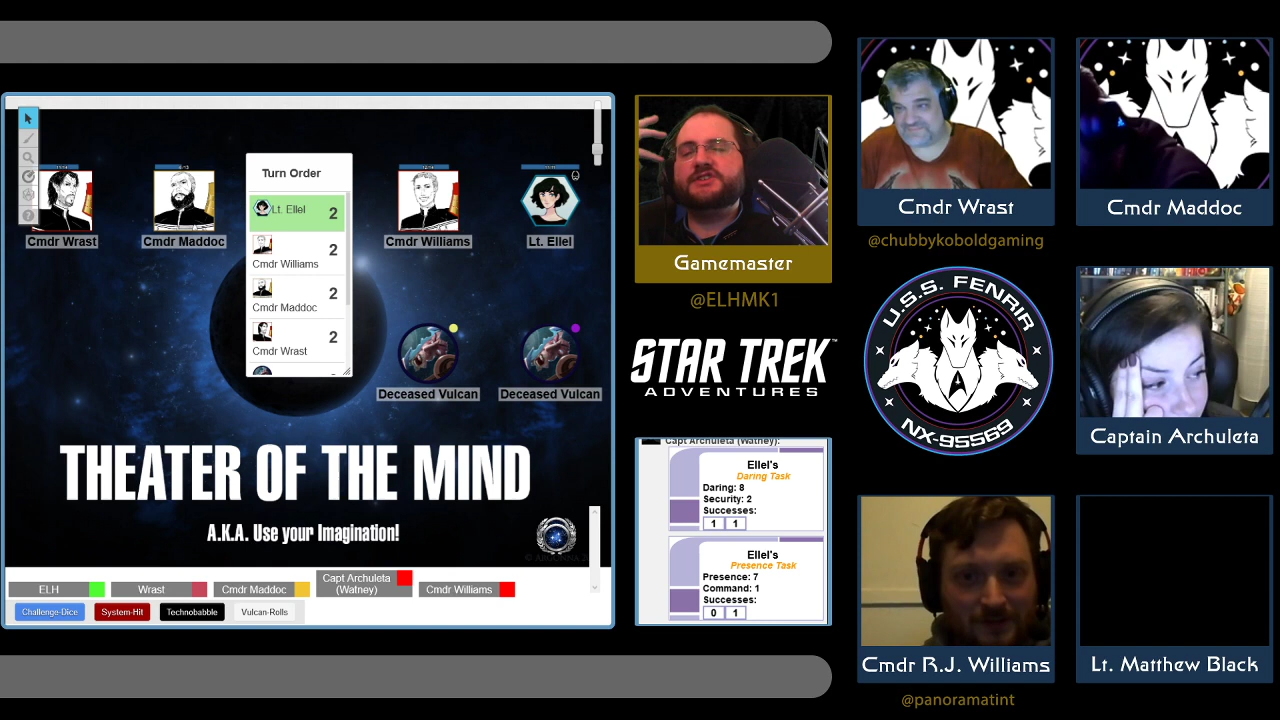 Cmdr Wrast
Cmdr Maddoc
Turn Order
Lt. Ellel
2
Cmdr Williams
2
Cmdr Maddoc
2
Cmdr Wrast
2
Cmdr Williams
Lt. Ellel
Deceased Vulcan
Deceased Vulcan
THEATER OF THE MIND
A.K.A. Use your Imagination!
ELH
Wrast
Cmdr Maddoc
Capt Archuleta
(Watney)
Cmdr Williams
Challenge-Dice
System-Hit
Technobabble
Vulcan-Rolls
Gamemaster
@ELHMK1
STAR TREK
ADVENTURES
Capt Archuleta (Watney):
Ellel's
Daring Task
Daring: 8
Security: 2
Successes:
1 1
Ellel's
Presence Task
Presence: 7
Command: 1
Successes:
0 1
Cmdr Wrast
@chubbykoboldgaming
Cmdr Maddoc
U.S.S. FENRIR
NX-95569
Captain Archuleta
Cmdr R.J. Williams
@panoramatint
Lt. Matthew Black